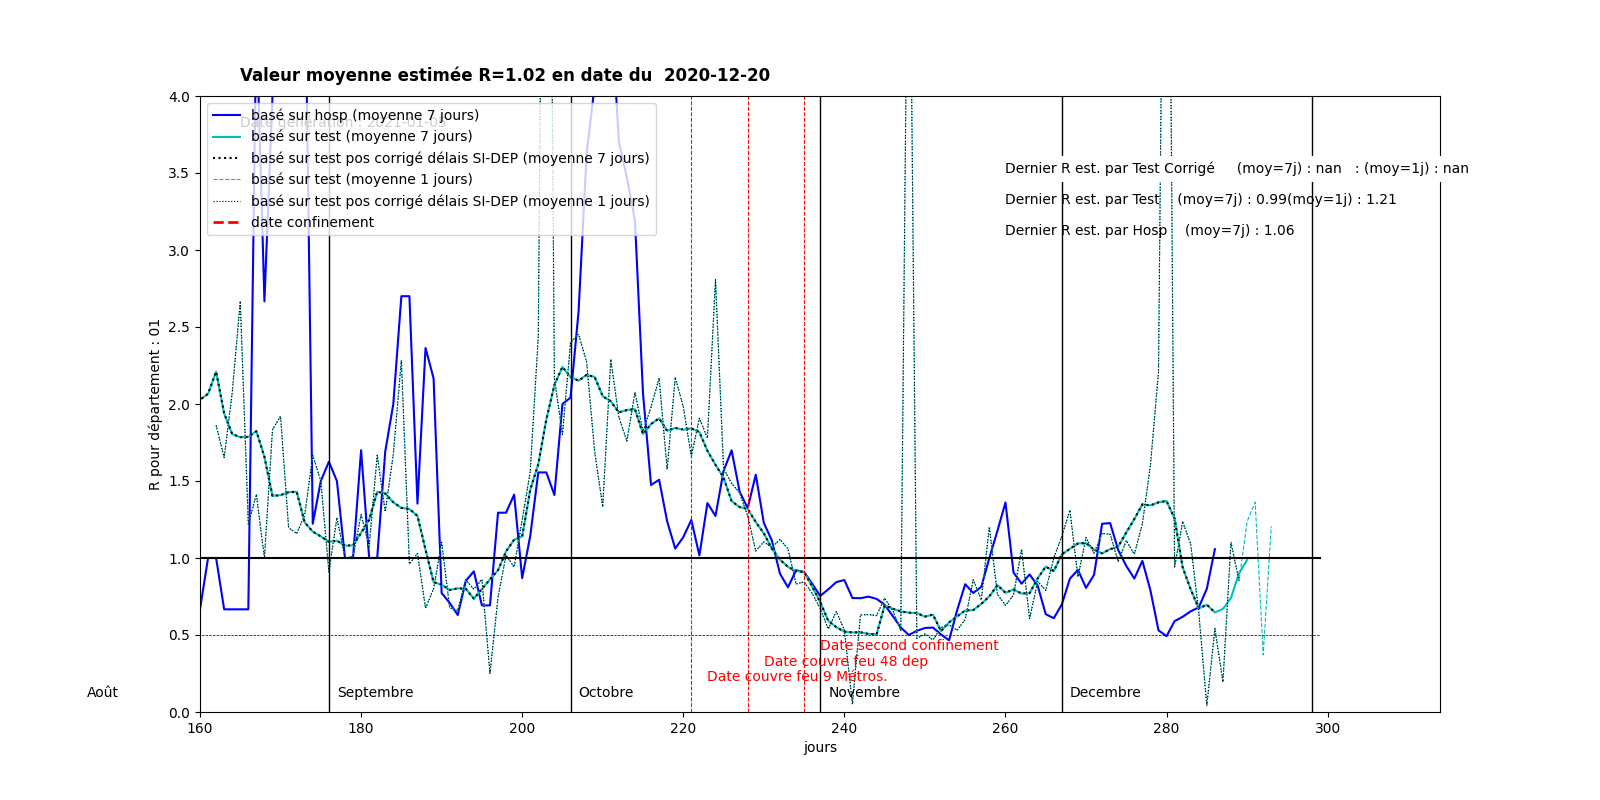 Valeur moyenne estimée R=1.02 en date du  2020-12-20
Date generation : 2021-01-05
basé sur hosp (moyenne 7 jours)
basé sur test (moyenne 7 jours)
basé sur test pos corrigé délais SI-DEP (moyenne 7 jours)
basé sur test (moyenne 1 jours)
basé sur test pos corrigé délais SI-DEP (moyenne 1 jours)
date confinement
Dernier R est. par Test Corrigé     (moy=7j) : nan   : (moy=1j) : nan
Dernier R est. par Test    (moy=7j) : 0.99(moy=1j) : 1.21
Dernier R est. par Hosp    (moy=7j) : 1.06
4.0
3.5
3.0
2.5
2.0
1.5
1.0
0.5
0.0
R pour département : 01
Date second confinement
Date couvre feu 48 dep
Date couvre feu 9 Métros.
Août Septembre Octobre Novembre Decembre
160 180 200 220 240 260 280 300
jours